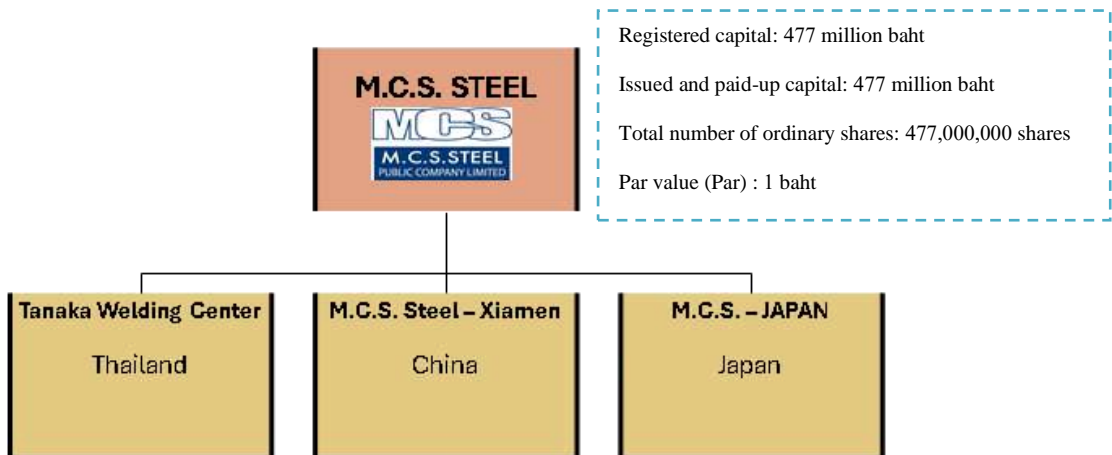 Registered capital: 477 million baht
Issued and paid-up capital: 477 million baht
Total number of ordinary shares: 477,000,000 shares
Par value (Par) : 1 baht
M.C.S. STEEL
MCS
M.C.S.STEEL
PUBLIC COMPANY LIMITED
Tanaka Welding Center
Thailand
M.C.S. Steel – Xiamen
China
M.C.S. – JAPAN
Japan